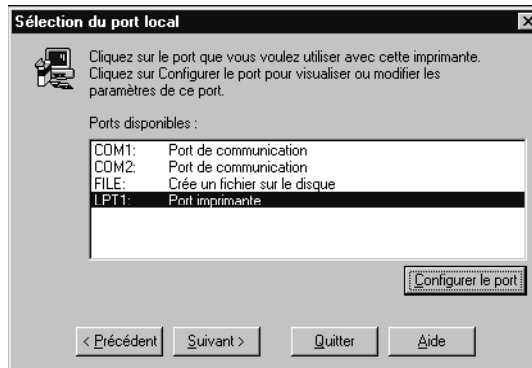 Sélection du port local
Cliquez sur le port que vous voulez utiliser avec cette imprimante.
Cliquez sur Configurer le port pour visualiser ou modifier les
paramètres de ce port.
Ports disponibles :
COM1: Port de communication
COM2: Port de communication
FILE: Crée un fichier sur le disque
LPT1: Port imprimante
Configurer le port
< Précédent Suivant > Quitter Aide